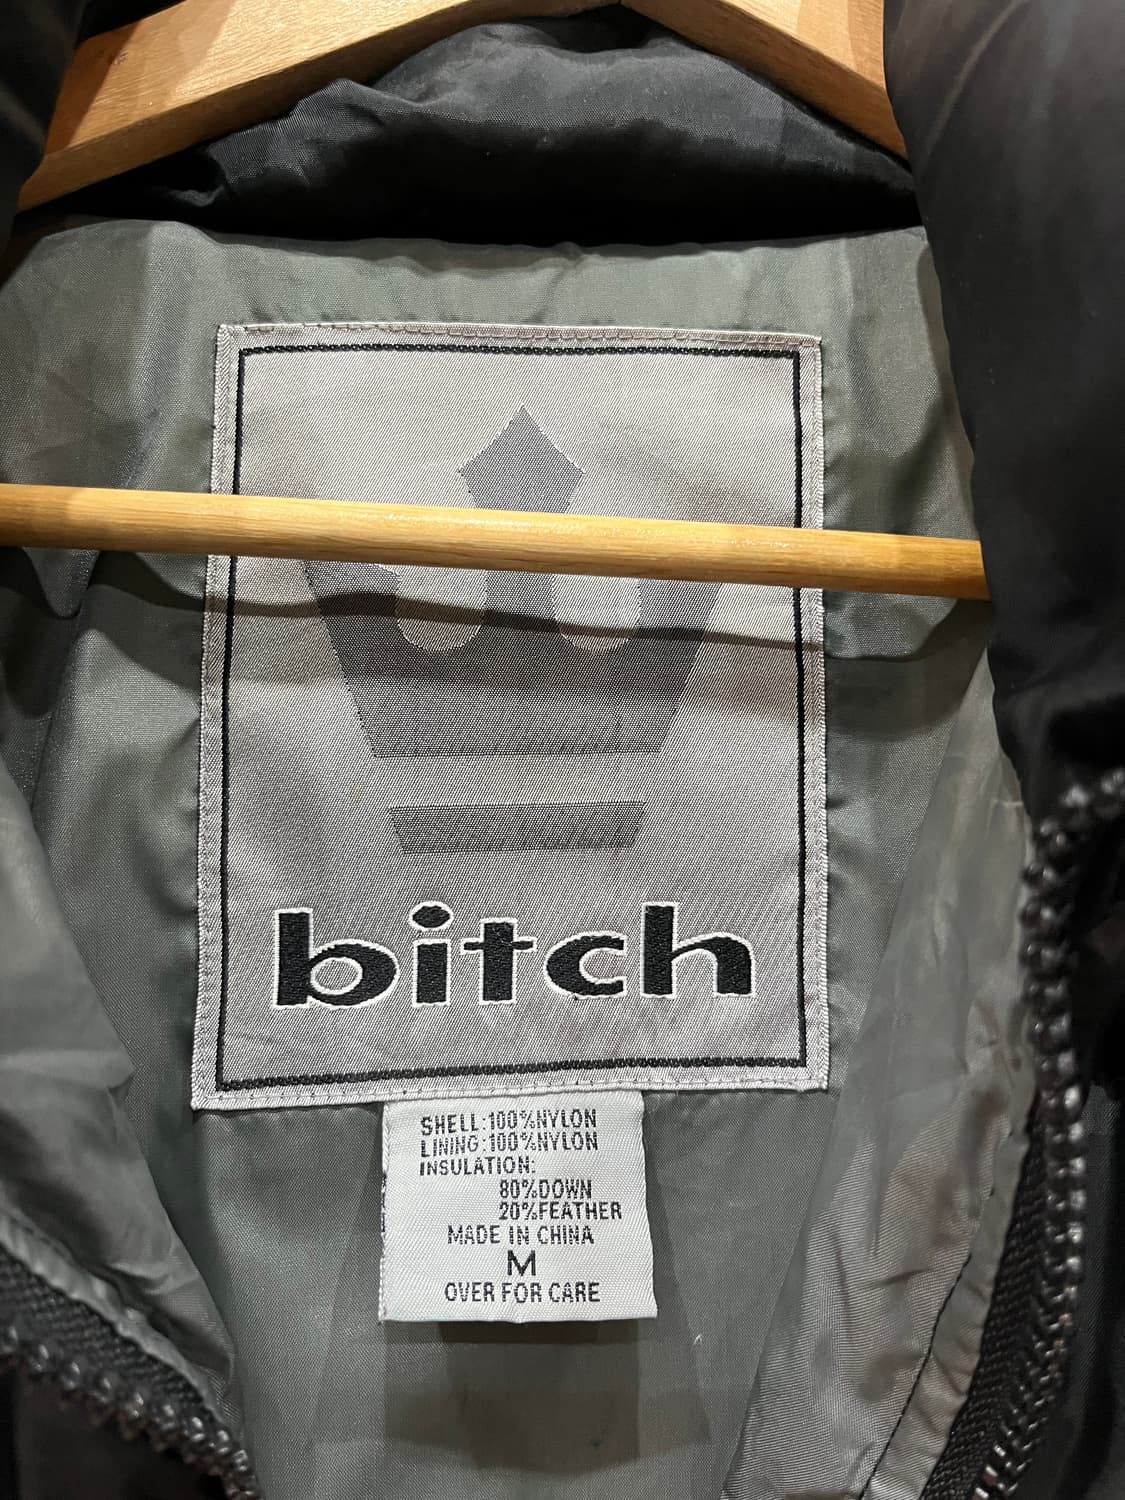 bitch
SHELL:100%NYLON
LINING:100%NYLON
INSULATION:
80%DOWN
20%FEATHER
MADE IN CHINA
M
OVER FOR CARE